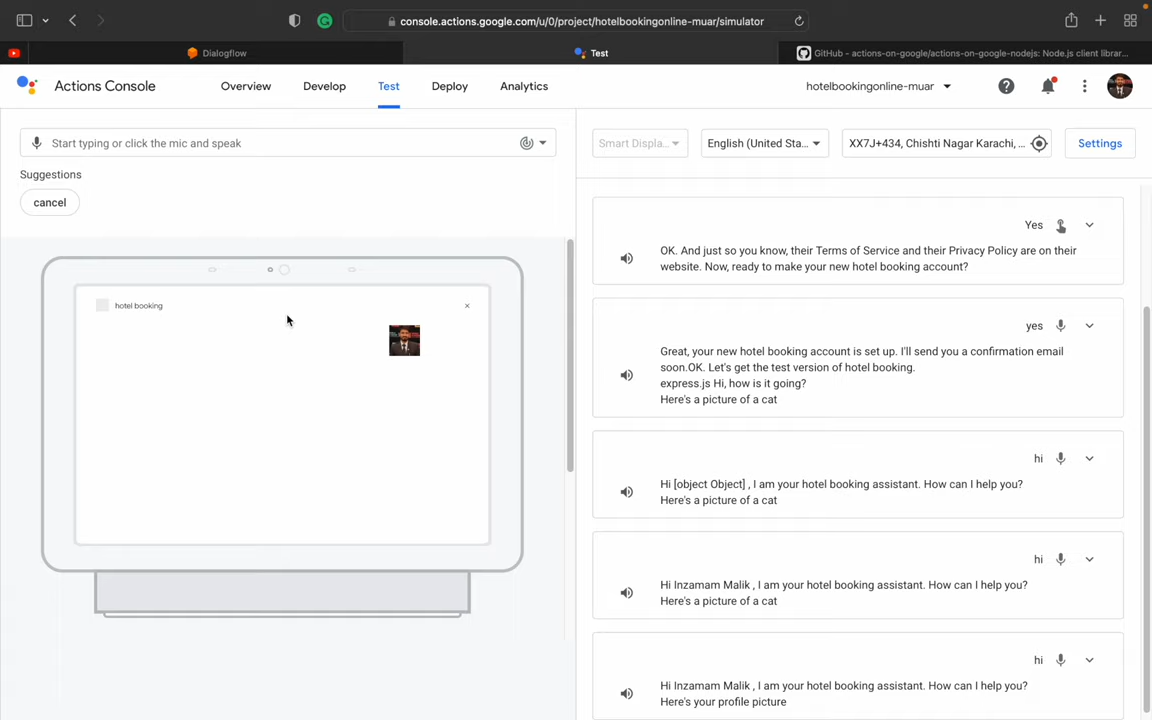 console.actions.google.com/u/0/project/hotelbookingonline-muar/simulator
Dialogflow
Test
GitHub - actions-on-google/actions-on-google-nodejs: Node.js client librar...
Actions Console
Overview
Develop
Test
Deploy
Analytics
hotelbookingonline-muar
Start typing or click the mic and speak
Smart Displa...
English (United Sta...
XX7J+434, Chishti Nagar Karachi, ...
Settings
Suggestions
cancel
hotel booking
Yes
OK. And just so you know, their Terms of Service and their Privacy Policy are on their
website. Now, ready to make your new hotel booking account?
yes
Great, your new hotel booking account is set up. I'll send you a confirmation email
soon.OK. Let's get the test version of hotel booking.
express.js Hi, how is it going?
Here's a picture of a cat
hi
Hi [object Object] , I am your hotel booking assistant. How can I help you?
Here's a picture of a cat
hi
Hi Inzamam Malik , I am your hotel booking assistant. How can I help you?
Here's a picture of a cat
hi
Hi Inzamam Malik , I am your hotel booking assistant. How can I help you?
Here's your profile picture